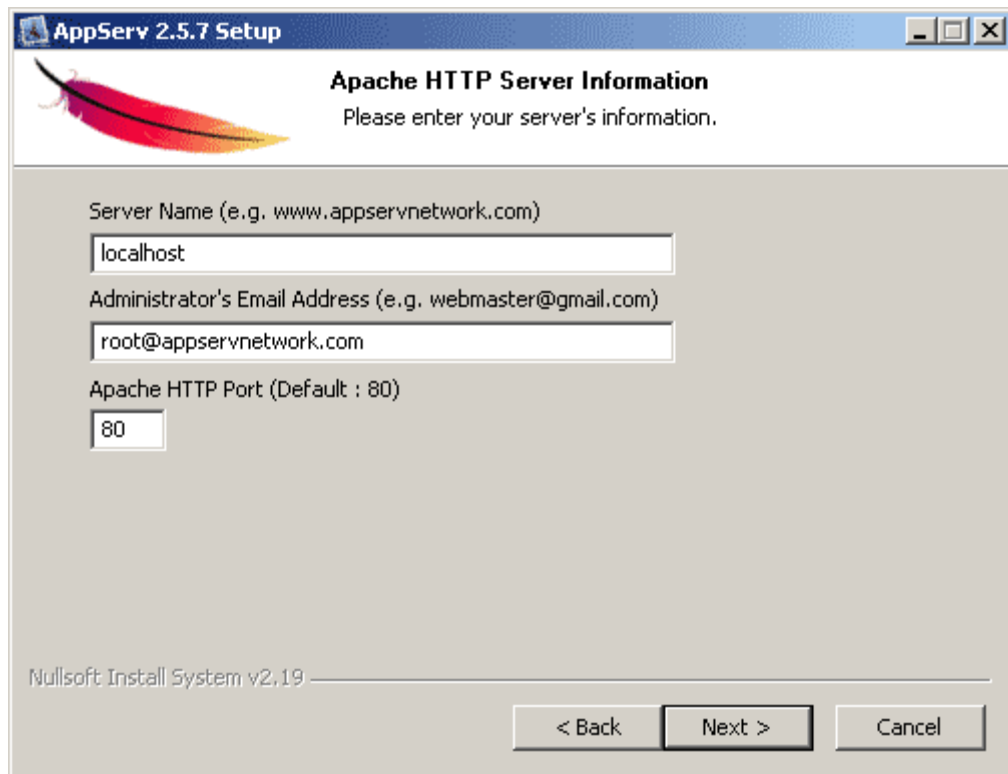 AppServ 2.5.7 Setup
Apache HTTP Server Information
Please enter your server's information.
Server Name (e.g. www.appservnetwork.com)
localhost
Administrator's Email Address (e.g. webmaster@gmail.com)
root@appservnetwork.com
Apache HTTP Port (Default : 80)
80
Nullsoft Install System v2.19
< Back Next > Cancel